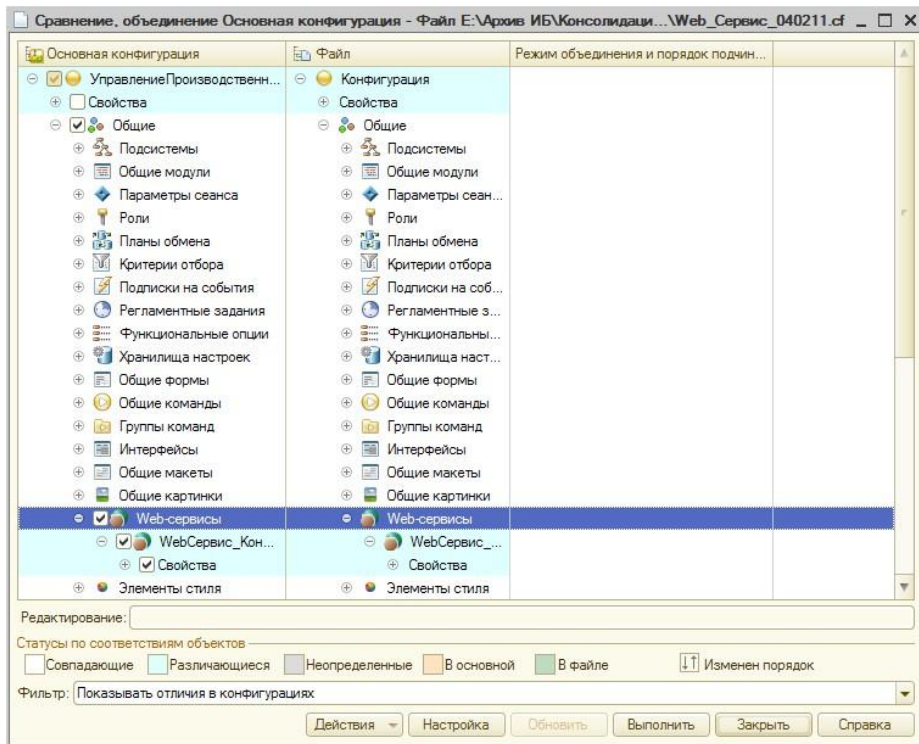 Сравнение, объединение Основная конфигурация - Файл E:\Архив ИБ\Консолидаци...\Web_Сервис_040211.cf
Основная конфигурация Файл Режим объединения и порядок подчин...
УправлениеПроизводственн... Конфигурация
Свойства Свойства
Общие Общие
Подсистемы Подсистемы
Общие модули Общие модули
Параметры сеанса Параметры сеан...
Роли Роли
Планы обмена Планы обмена
Критерии отбора Критерии отбора
Подписки на события Подписки на соб...
Регламентные задания Регламентные з...
Функциональные опции Функциональны...
Хранилища настроек Хранилища наст...
Общие формы Общие формы
Общие команды Общие команды
Группы команд Группы команд
Интерфейсы Интерфейсы
Общие макеты Общие макеты
Общие картинки Общие картинки
Web-сервисы Web-сервисы
WebСервис_Кон... WebСервис_...
Свойства Свойства
Элементы стиля Элементы стиля
Редактирование:
Статусы по соответствиям объектов
Совпадающие Различающиеся Неопределенные В основной В файле Изменен порядок
Фильтр: Показывать отличия в конфигурациях
Действия Настройка Обновить Выполнить Закрыть Справка